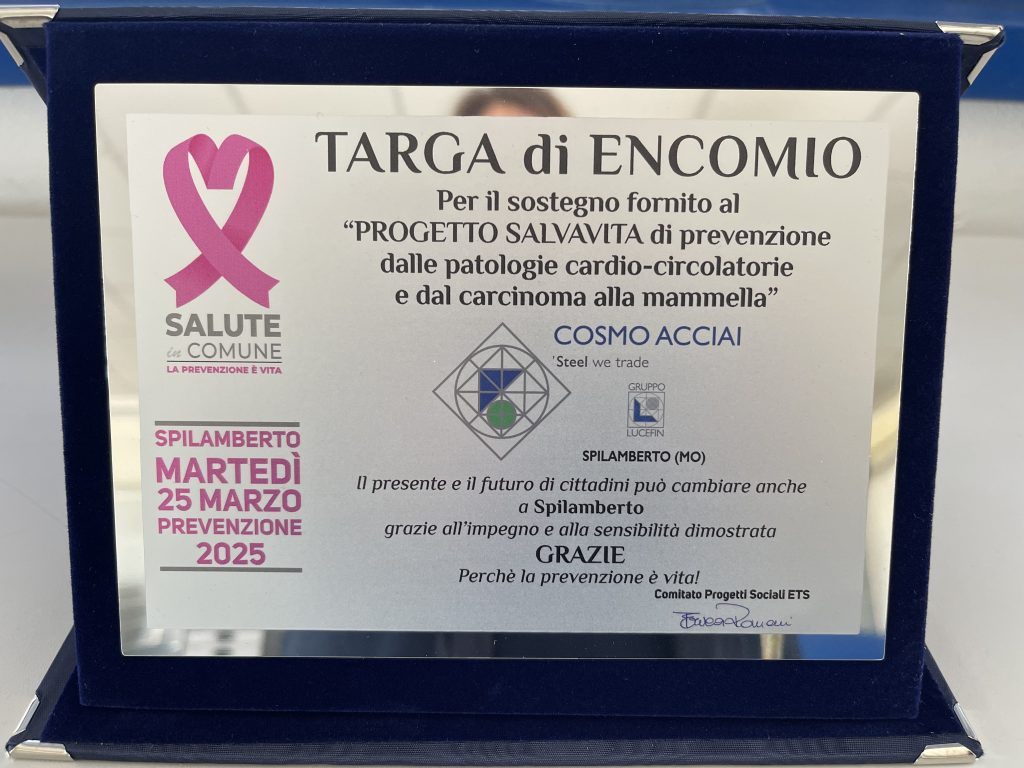 TARGA di ENCOMIO
Per il sostegno fornito al
“PROGETTO SALVAVITA di prevenzione
dalle patologie cardio-circolatorie
e dal carcinoma alla mammella”
SALUTE
in COMUNE
LA PREVENZIONE È VITA
COSMO ACCIAI
'Steel we trade
GRUPPO
LUCEFIN
SPILAMBERTO (MO)
SPILAMBERTO
MARTEDÌ
25 MARZO
PREVENZIONE
2025
Il presente e il futuro di cittadini può cambiare anche
a Spilamberto
grazie all'impegno e alla sensibilità dimostrata
GRAZIE
Perchè la prevenzione è vita!
Comitato Progetti Sociali ETS